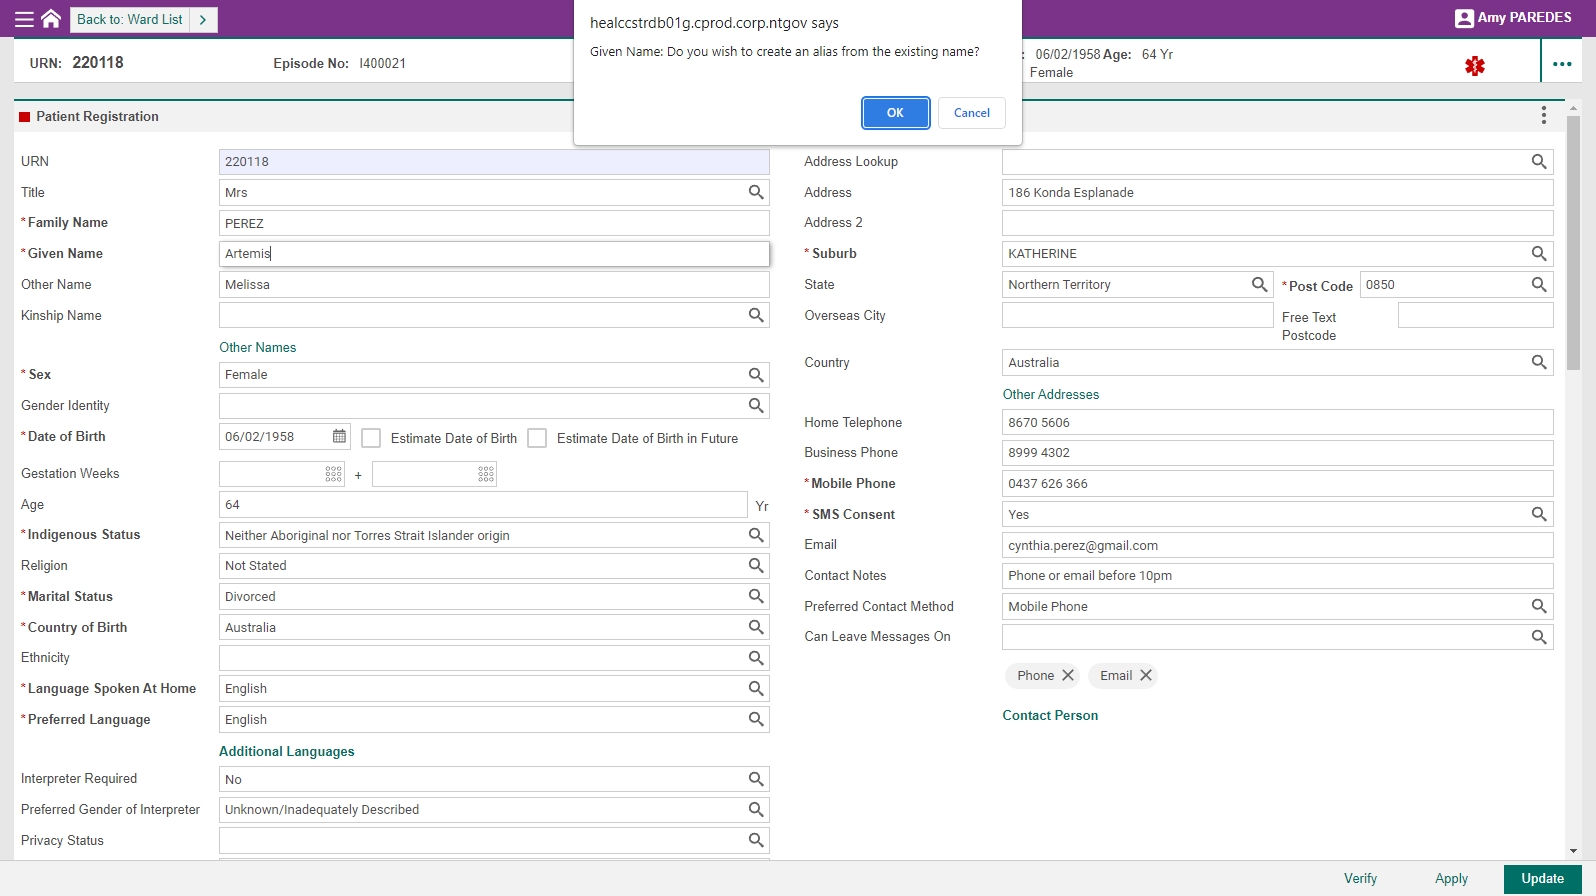 Back to: Ward List
healccstrdb01g.cprod.corp.ntgov says
Given Name: Do you wish to create an alias from the existing name?
OK
Cancel
Amy PAREDES
URN: 220118
Episode No: I400021
: 06/02/1958 Age: 64 Yr
Female
Patient Registration
URN 220118
Title Mrs
*Family Name PEREZ
*Given Name Artemis
Other Name Melissa
Kinship Name
Other Names
* Sex Female
Gender Identity
*Date of Birth 06/02/1958 Estimate Date of Birth Estimate Date of Birth in Future
Gestation Weeks +
Age 64 Yr
*Indigenous Status Neither Aboriginal nor Torres Strait Islander origin
Religion Not Stated
*Marital Status Divorced
*Country of Birth Australia
Ethnicity
*Language Spoken At Home English
*Preferred Language English
Additional Languages
Interpreter Required No
Preferred Gender of Interpreter Unknown/Inadequately Described
Privacy Status
Address Lookup
Address 186 Konda Esplanade
Address 2
* Suburb KATHERINE
State Northern Territory *Post Code 0850
Overseas City Free Text
Postcode
Country Australia
Other Addresses
Home Telephone 8670 5606
Business Phone 8999 4302
*Mobile Phone 0437 626 366
* SMS Consent Yes
Email cynthia.perez@gmail.com
Contact Notes Phone or email before 10pm
Preferred Contact Method Mobile Phone
Can Leave Messages On
Phone Email
Contact Person
Verify
Apply
Update